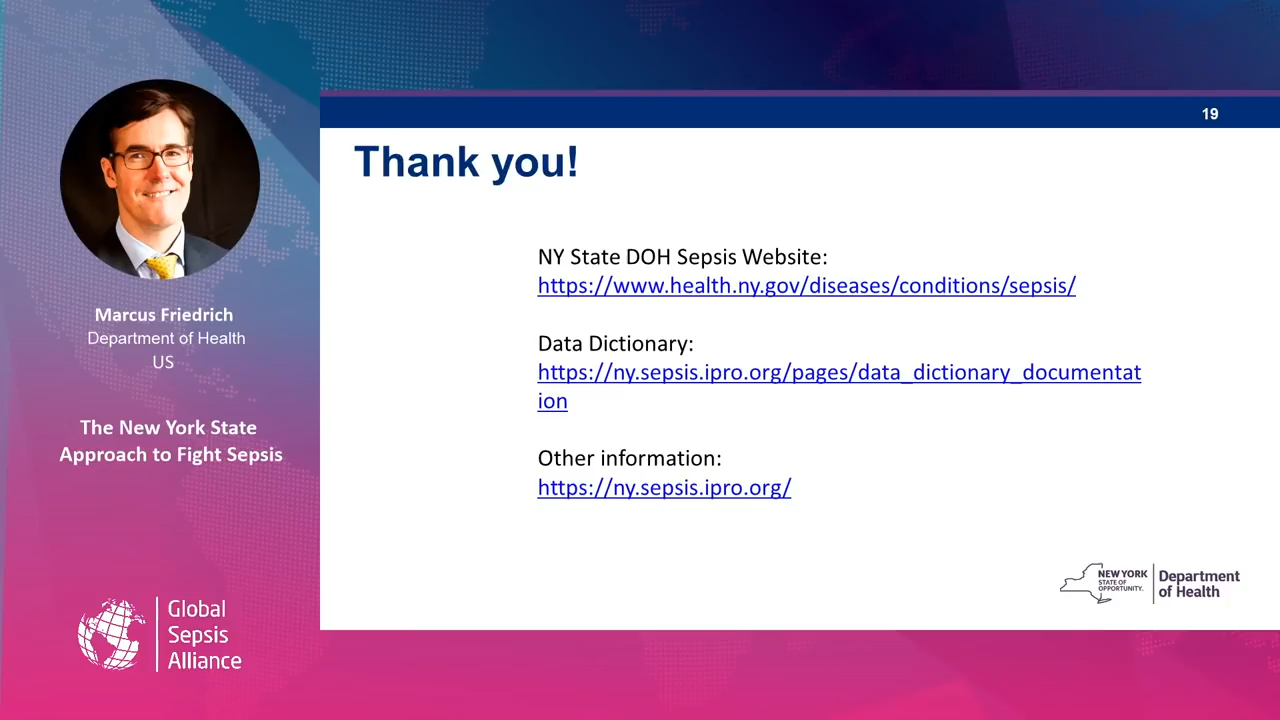 Marcus Friedrich
Department of Health
US
The New York State
Approach to Fight Sepsis
Global
Sepsis
Alliance
19
Thank you!
NY State DOH Sepsis Website:
https://www.health.ny.gov/diseases/conditions/sepsis/
Data Dictionary:
https://ny.sepsis.ipro.org/pages/data_dictionary_documentat
ion
Other information:
https://ny.sepsis.ipro.org/
NEW YORK
STATE OF
OPPORTUNITY.
Department
of Health